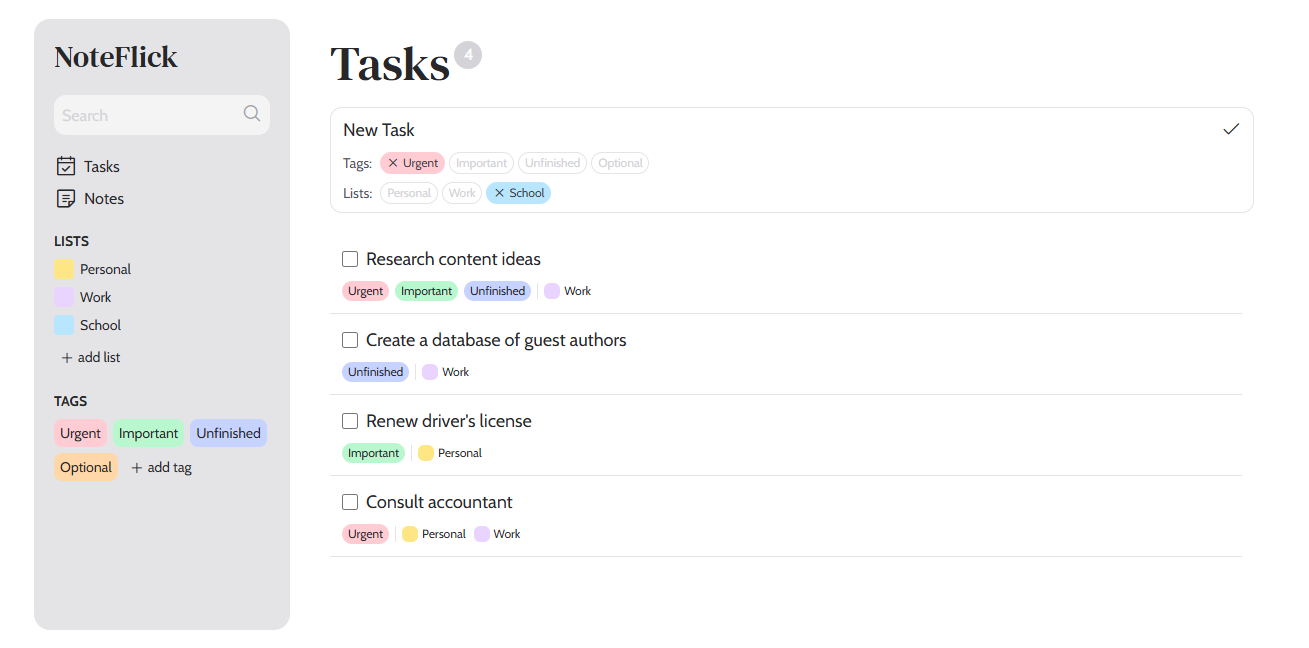 NoteFlick
Search
Tasks
Notes
LISTS
Personal
Work
School
+ add list
TAGS
Urgent Important Unfinished
Optional + add tag
Tasks 4
New Task
Tags: × Urgent Important Unfinished Optional
Lists: Personal Work × School
Research content ideas
Urgent Important Unfinished Work
Create a database of guest authors
Unfinished Work
Renew driver's license
Important Personal
Consult accountant
Urgent Personal Work